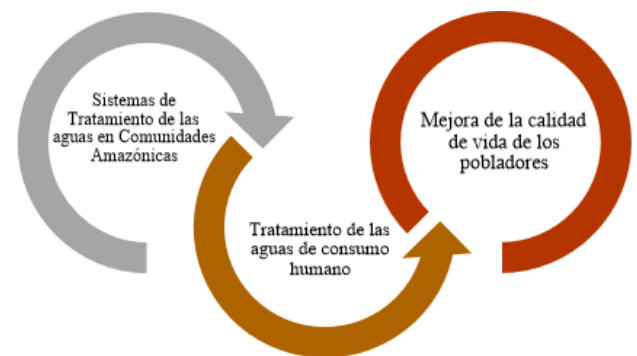 Sistemas de
Tratamiento de las
aguas en Comunidades
Amazónicas
Tratamiento de las
aguas de consumo
humano
Mejora de la calidad
de vida de los
pobladores